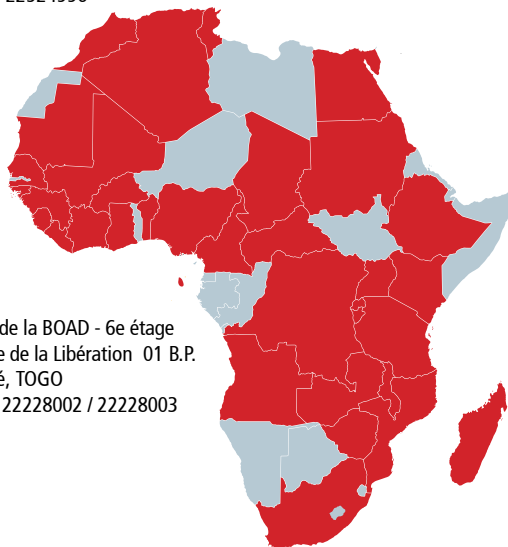 de la BOAD - 6e étage
e de la Libération 01 B.P.
é, TOGO
22228002 / 22228003